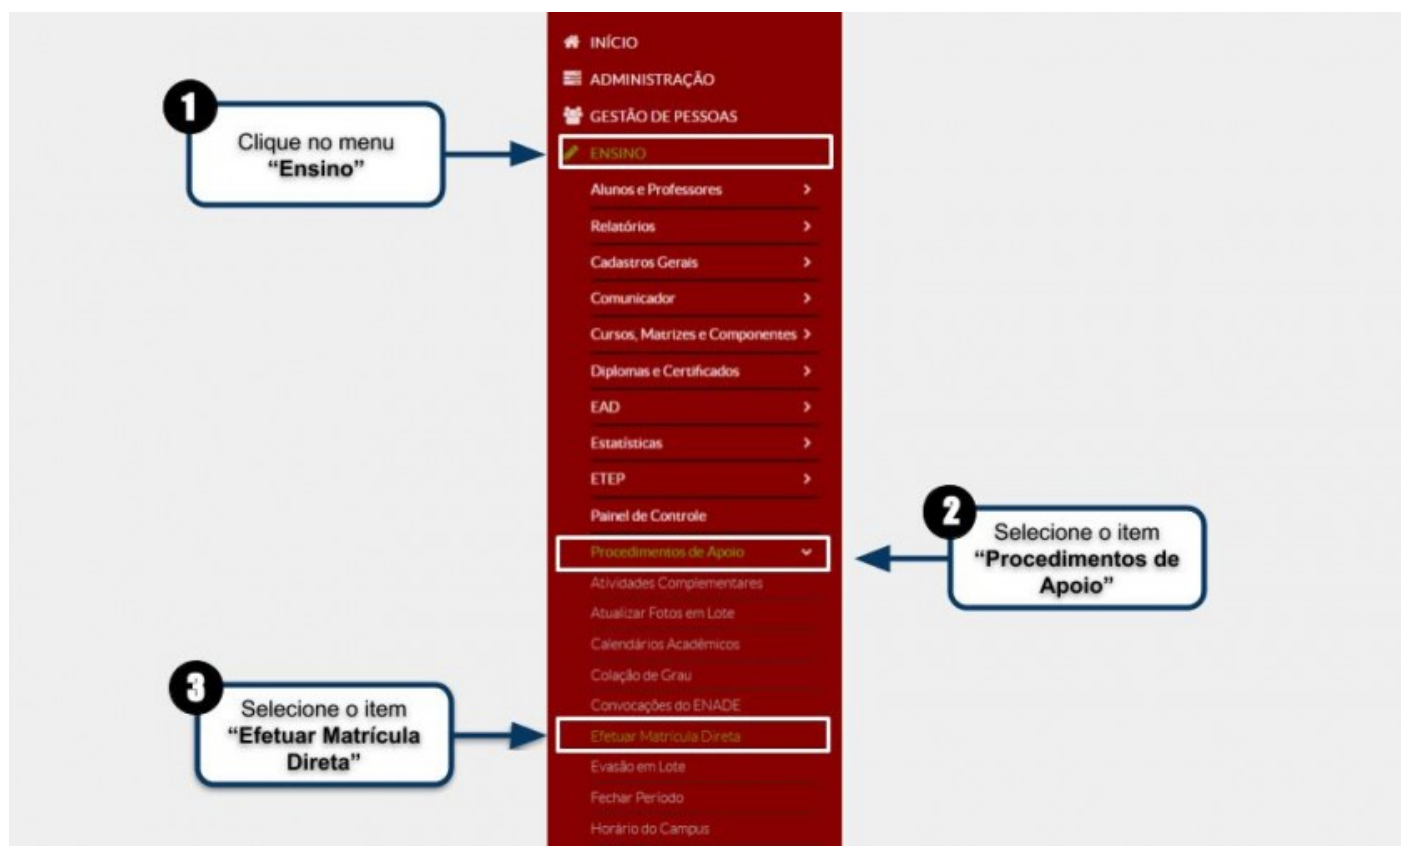 INÍCIO
ADMINISTRAÇÃO
GESTÃO DE PESSOAS
1
Clique no menu
“Ensino”
ENSINO
Alunos e Professores
Relatórios
Cadastros Gerais
Comunicador
Cursos, Matrizes e Componentes
Diplomas e Certificados
EAD
Estatísticas
ETEP
Painel de Controle
2
Selecione o item
“Procedimentos de
Apoio”
Procedimentos de Apoio
Atividades Complementares
Atualizar Fotos em Lote
Calendários Acadêmicos
Colação de Grau
Convocações do ENADE
3
Selecione o item
“Efetuar Matrícula
Direta”
Efetuar Matrícula Direta
Evasão em Lote
Fechar Período
Horário do Campus